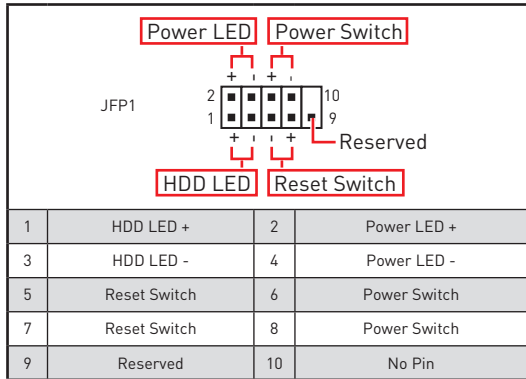 Power LED Power Switch
+ - + -
JFP1
2 10
1 9
+ - - +
Reserved
HDD LED Reset Switch
1 HDD LED + 2 Power LED +
3 HDD LED - 4 Power LED -
5 Reset Switch 6 Power Switch
7 Reset Switch 8 Power Switch
9 Reserved 10 No Pin